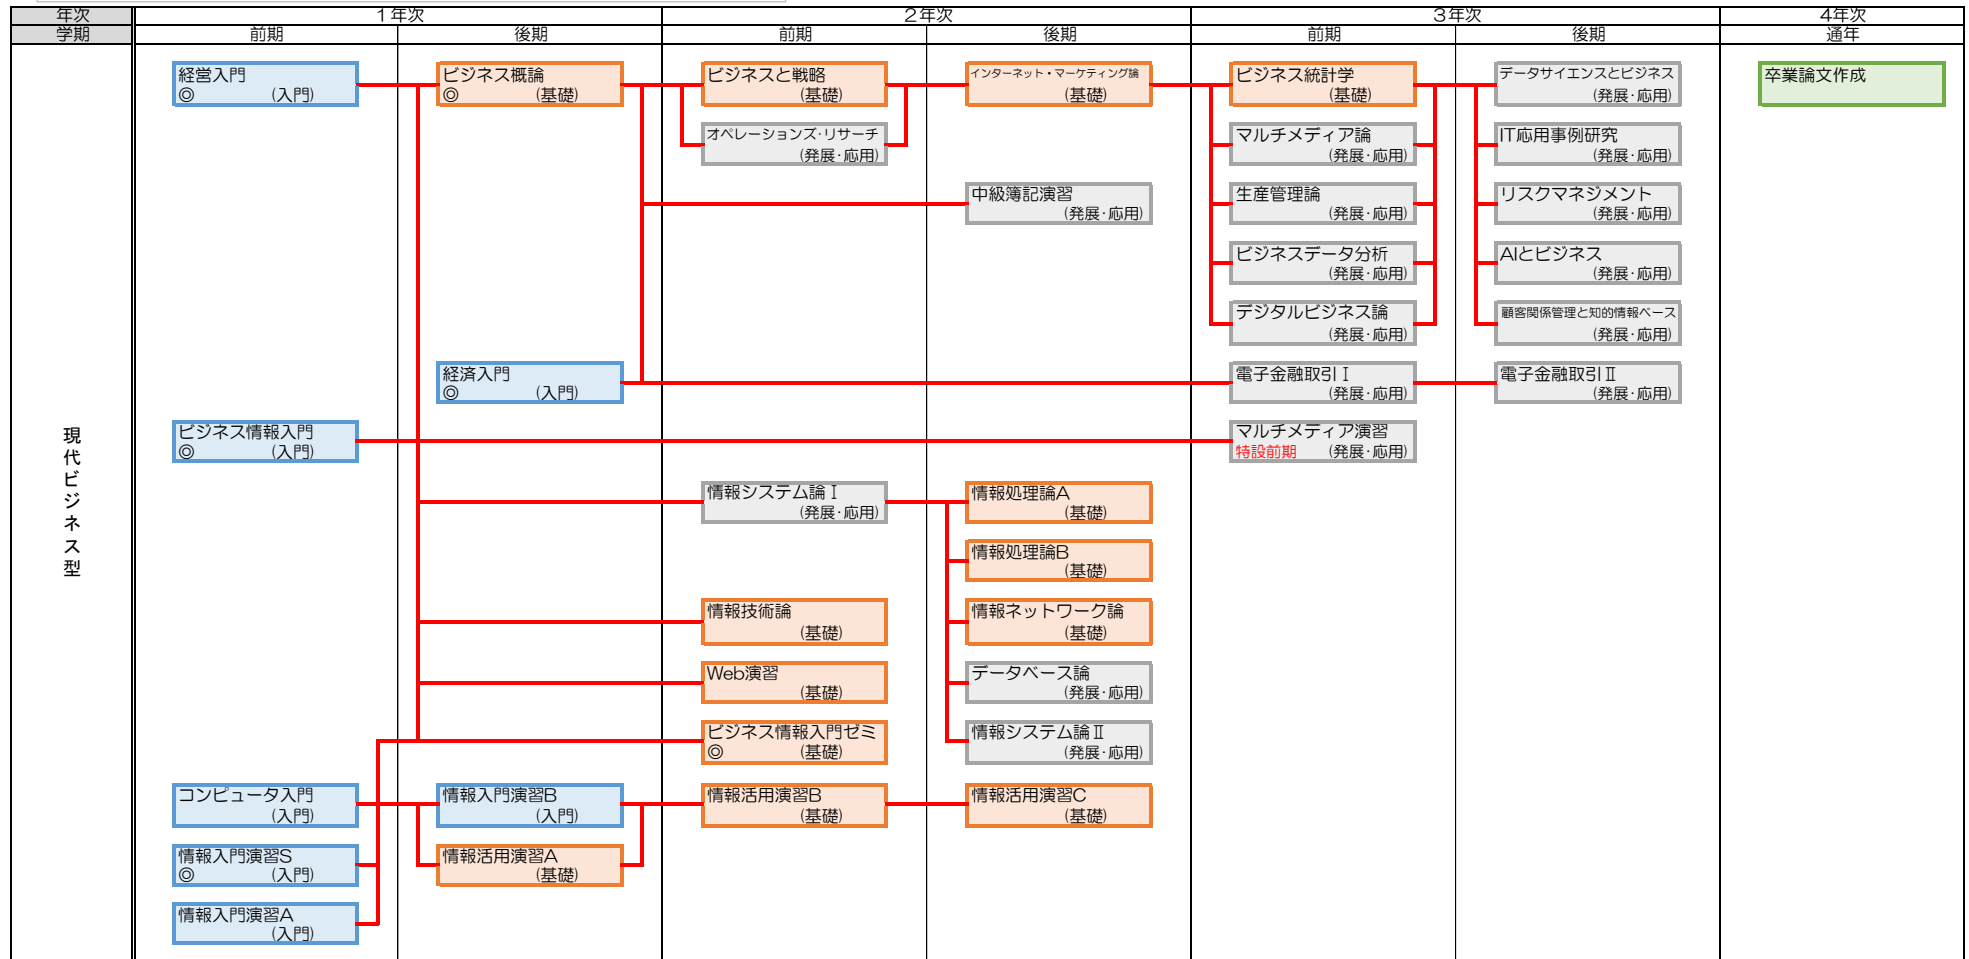 年次 1年次 2年次 3年次 4年次
学期 前期 後期 前期 後期 前期 後期 通年
現代ビジネス型
経営入門
◎ (入門)
ビジネス概論
◎ (基礎)
ビジネスと戦略
(基礎)
インターネット・マーケティング論
(基礎)
ビジネス統計学
(基礎)
データサイエンスとビジネス
(発展・応用)
卒業論文作成
オペレーションズ・リサーチ
(発展・応用)
マルチメディア論
(発展・応用)
IT応用事例研究
(発展・応用)
中級簿記演習
(発展・応用)
生産管理論
(発展・応用)
リスクマネジメント
(発展・応用)
ビジネスデータ分析
(発展・応用)
AIとビジネス
(発展・応用)
デジタルビジネス論
(発展・応用)
顧客関係管理と知的情報ベース
(発展・応用)
経済入門
◎ (入門)
電子金融取引Ⅰ
(発展・応用)
電子金融取引Ⅱ
(発展・応用)
ビジネス情報入門
◎ (入門)
マルチメディア演習
特設前期 (発展・応用)
情報システム論Ⅰ
(発展・応用)
情報処理論A
(基礎)
情報処理論B
(基礎)
情報技術論
(基礎)
情報ネットワーク論
(基礎)
Web演習
(基礎)
データベース論
(発展・応用)
ビジネス情報入門ゼミ
◎ (基礎)
情報システム論Ⅱ
(発展・応用)
コンピュータ入門
(入門)
情報入門演習B
(入門)
情報活用演習B
(基礎)
情報活用演習C
(基礎)
情報入門演習S
◎ (入門)
情報活用演習A
(基礎)
情報入門演習A
(入門)